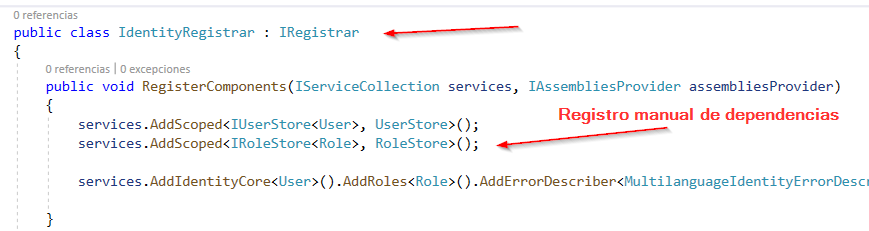 0 referencias
public class IdentityRegistrar : IRegistrar
{
0 referencias | 0 excepciones
public void RegisterComponents(IServiceCollection services, IAssembliesProvider assembliesProvider)
{
services.AddScoped<IUserStore<User>, UserStore>();
Registro manual de dependencias
services.AddScoped<IRoleStore<Role>, RoleStore>();
services.AddIdentityCore<User>().AddRoles<Role>().AddErrorDescriber<MultilanguageIdentityErrorDescr
}